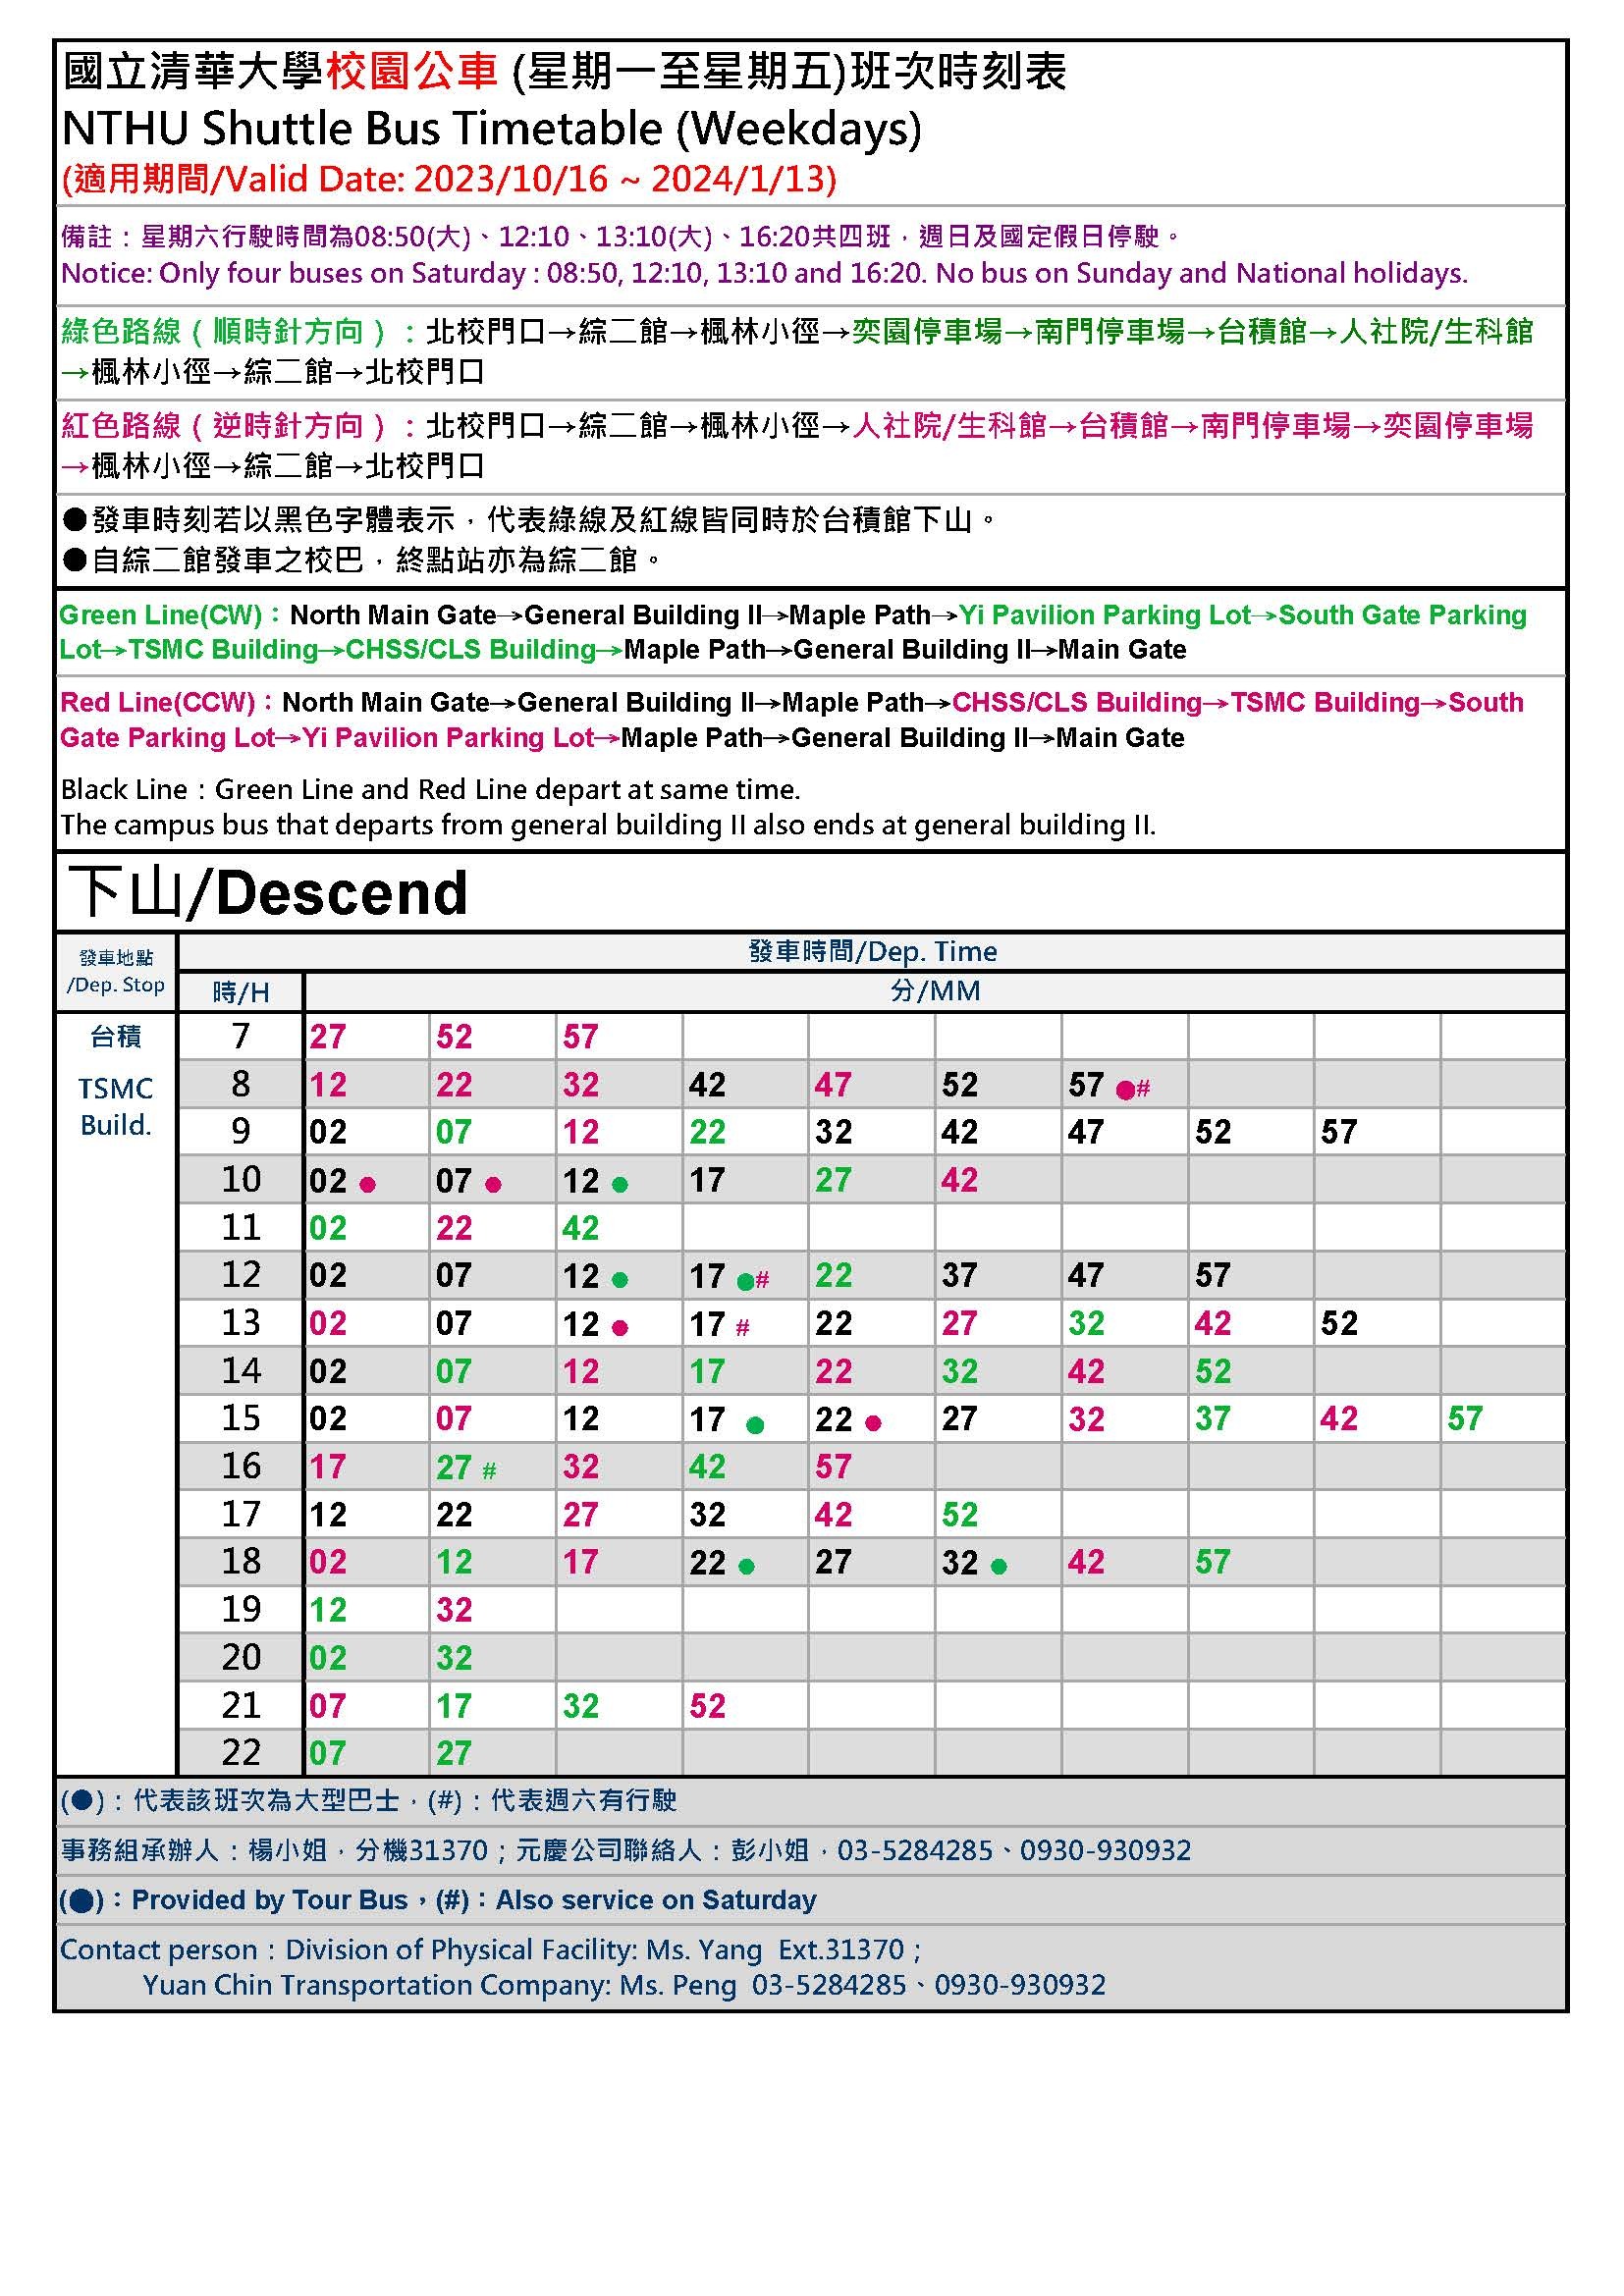 國立清華大學校園公車 (星期一至星期五)班次時刻表
NTHU Shuttle Bus Timetable (Weekdays)
(適用期間/Valid Date: 2023/10/16 ~ 2024/1/13)
備註：星期六行駛時間為08:50(大)、12:10、13:10(大)、16:20共四班，週日及國定假日停駛。
Notice: Only four buses on Saturday : 08:50, 12:10, 13:10 and 16:20. No bus on Sunday and National holidays.
綠色路線（順時針方向）：北校門口→綜二館→楓林小徑→奕園停車場→南門停車場→台積館→人社院/生科館
→楓林小徑→綜二館→北校門口
紅色路線（逆時針方向）：北校門口→綜二館→楓林小徑→人社院/生科館→台積館→南門停車場→奕園停車場
→楓林小徑→綜二館→北校門口
●發車時刻若以黑色字體表示，代表綠線及紅線皆同時於台積館下山。
●自綜二館發車之校巴，終點站亦為綜二館。
Green Line(CW)：North Main Gate→General Building II→Maple Path→Yi Pavilion Parking Lot→South Gate Parking
Lot→TSMC Building→CHSS/CLS Building→Maple Path→General Building II→Main Gate
Red Line(CCW)：North Main Gate→General Building II→Maple Path→CHSS/CLS Building→TSMC Building→South
Gate Parking Lot→Yi Pavilion Parking Lot→Maple Path→General Building II→Main Gate
Black Line：Green Line and Red Line depart at same time.
The campus bus that departs from general building II also ends at general building II.
下山/Descend
發車地點
/Dep. Stop
發車時間/Dep. Time
時/H 分/MM
台積
TSMC
Build.
7 27 52 57
8 12 22 32 42 47 52 57 ●#
9 02 07 12 22 32 42 47 52 57
10 02 ● 07 ● 12 ● 17 27 42
11 02 22 42
12 02 07 12 ● 17 ●# 22 37 47 57
13 02 07 12 ● 17 # 22 27 32 42 52
14 02 07 12 17 22 32 42 52
15 02 07 12 17 ● 22 ● 27 32 37 42 57
16 17 27 # 32 42 57
17 12 22 27 32 42 52
18 02 12 17 22 ● 27 32 ● 42 57
19 12 32
20 02 32
21 07 17 32 52
22 07 27
(●)：代表該班次為大型巴士，(#)：代表週六有行駛
事務組承辦人：楊小姐，分機31370；元慶公司聯絡人：彭小姐，03-5284285、0930-930932
(●)：Provided by Tour Bus，(#)：Also service on Saturday
Contact person：Division of Physical Facility: Ms. Yang Ext.31370；
Yuan Chin Transportation Company: Ms. Peng 03-5284285、0930-930932